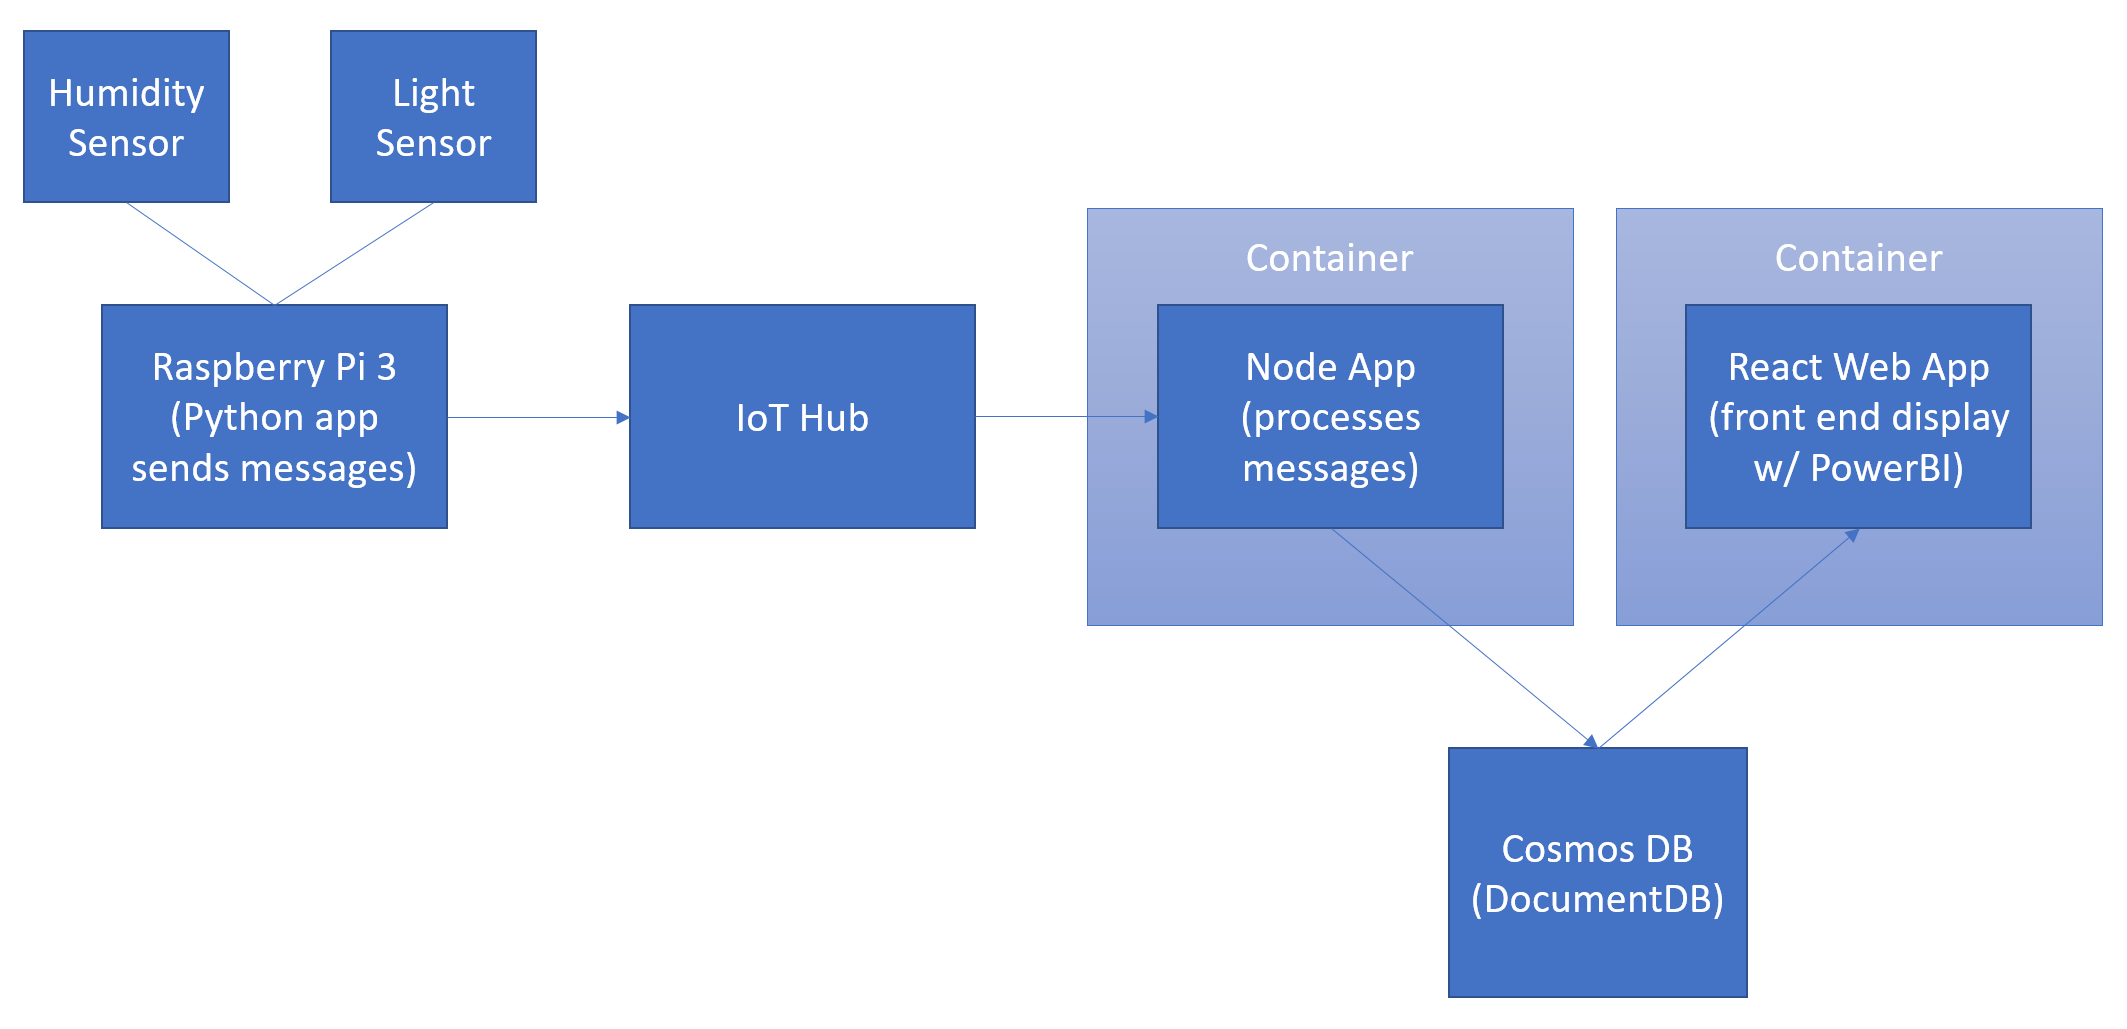 Humidity
Sensor
Light
Sensor
Container
Container
Raspberry Pi 3
(Python app
sends messages)
IoT Hub
Node App
(processes
messages)
React Web App
(front end display
w/ PowerBI)
Cosmos DB
(DocumentDB)